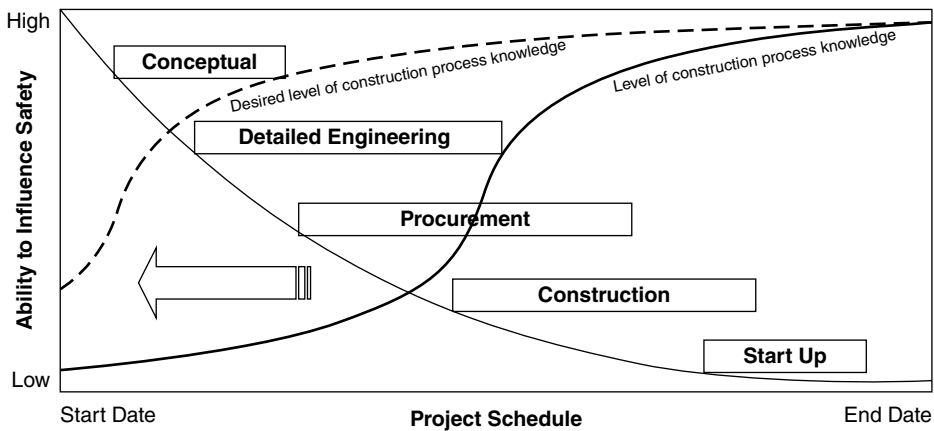 High
Conceptual
Desired level of construction process knowledge
Level of construction process knowledge
Detailed Engineering
Ability to Influence Safety
Procurement
Construction
Start Up
Low
Start Date
Project Schedule
End Date